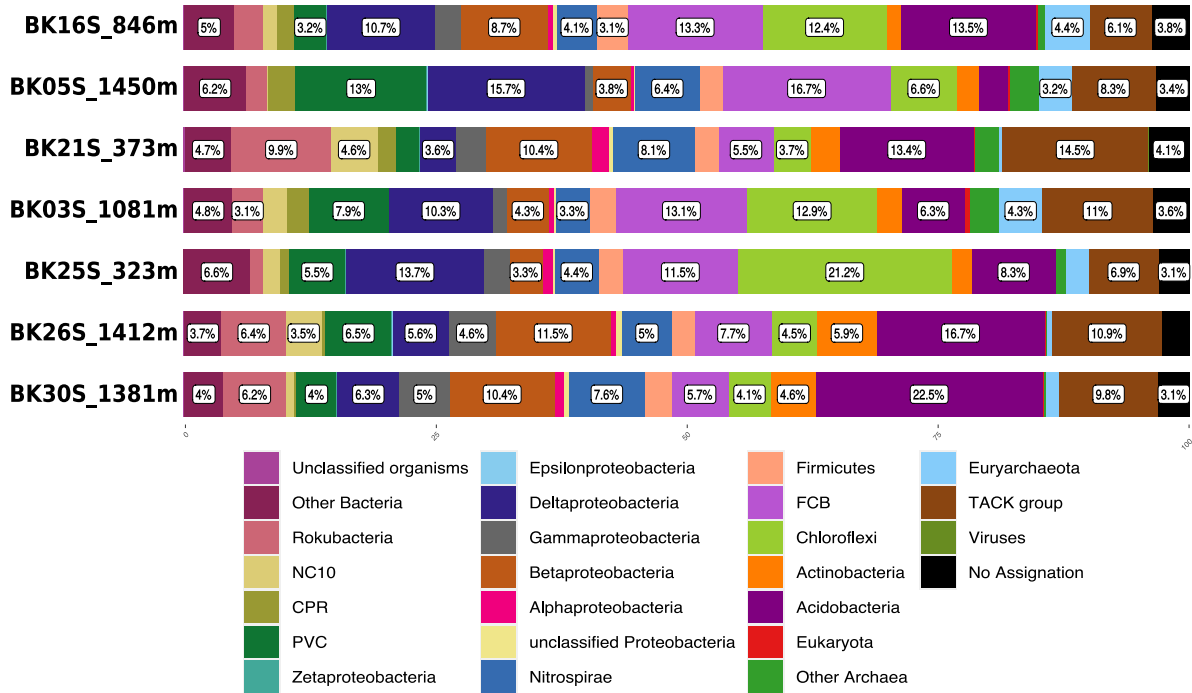 BK16S_846m 5% 3.2% 10.7% 8.7% 4.1% 3.1% 13.3% 12.4% 13.5% 4.4% 6.1% 3.8%
BK05S_1450m 6.2% 13% 15.7% 3.8% 6.4% 16.7% 6.6% 3.2% 8.3% 3.4%
BK21S_373m 4.7% 9.9% 4.6% 3.6% 10.4% 8.1% 5.5% 3.7% 13.4% 14.5% 4.1%
BK03S_1081m 4.8% 3.1% 7.9% 10.3% 4.3% 3.3% 13.1% 12.9% 6.3% 4.3% 11% 3.6%
BK25S_323m 6.6% 5.5% 13.7% 3.3% 4.4% 11.5% 21.2% 8.3% 6.9% 3.1%
BK26S_1412m 3.7% 6.4% 3.5% 6.5% 5.6% 4.6% 11.5% 5% 7.7% 4.5% 5.9% 16.7% 10.9%
BK30S_1381m 4% 6.2% 4% 6.3% 5% 10.4% 7.6% 5.7% 4.1% 4.6% 22.5% 9.8% 3.1%
0 25 50 75 100
Unclassified organisms Epsilonproteobacteria Firmicutes Euryarchaeota
Other Bacteria Deltaproteobacteria FCB TACK group
Rokubacteria Gammaproteobacteria Chloroflexi Viruses
NC10 Betaproteobacteria Actinobacteria No Assignation
CPR Alphaproteobacteria Acidobacteria
PVC unclassified Proteobacteria Eukaryota
Zetaproteobacteria Nitrospirae Other Archaea